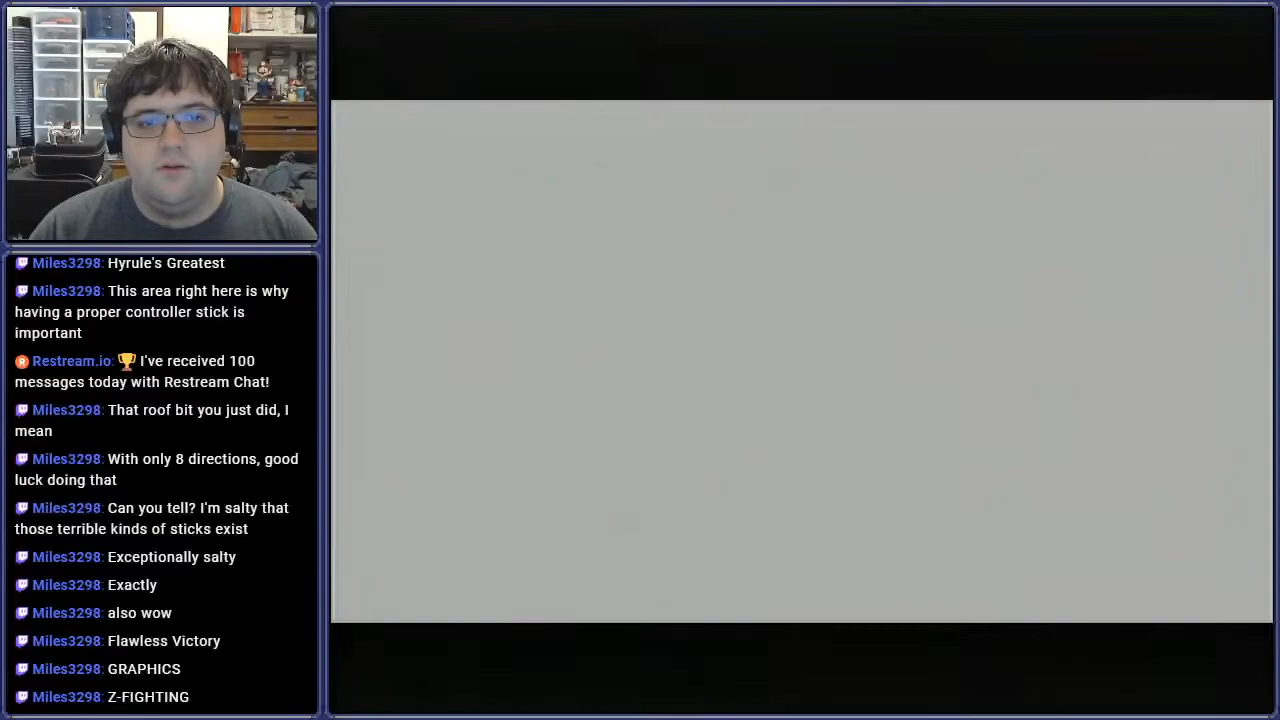 Miles3298: Hyrule's Greatest
Miles3298: This area right here is why
having a proper controller stick is
important
Restream.io: 🏆 I've received 100
messages today with Restream Chat!
Miles3298: That roof bit you just did, I
mean
Miles3298: With only 8 directions, good
luck doing that
Miles3298: Can you tell? I'm salty that
those terrible kinds of sticks exist
Miles3298: Exceptionally salty
Miles3298: Exactly
Miles3298: also wow
Miles3298: Flawless Victory
Miles3298: GRAPHICS
Miles3298: Z-FIGHTING